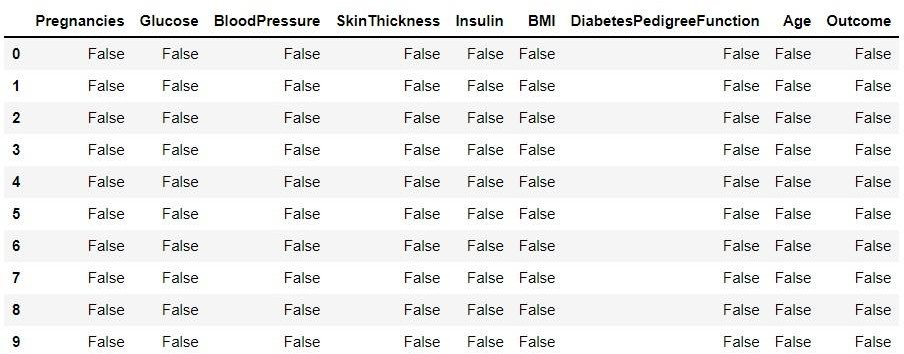 Pregnancies Glucose BloodPressure SkinThickness Insulin BMI DiabetesPedigreeFunction Age Outcome
0 False False False False False False False False False
1 False False False False False False False False False
2 False False False False False False False False False
3 False False False False False False False False False
4 False False False False False False False False False
5 False False False False False False False False False
6 False False False False False False False False False
7 False False False False False False False False False
8 False False False False False False False False False
9 False False False False False False False False False